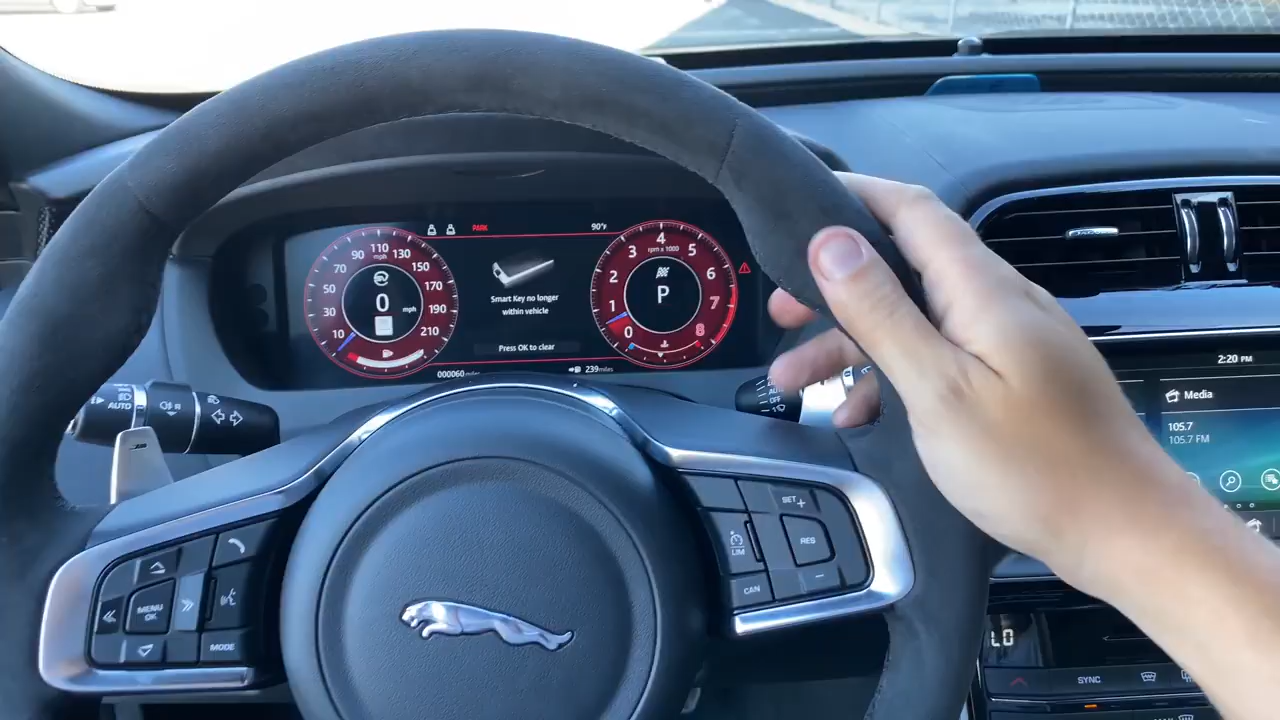 PARK
90°F
110
90
mph
130
70
150
50
170
0
mph
30
190
10
210
Smart Key no longer
within vehicle
Press OK to clear
000060 miles
239 miles
4
3
5
rpm x 1000
2
6
P
1
7
0
8
AUTO
AUTO
OFF
2:20 PM
Media
105.7
105.7 FM
SET +
LIM
RES
CAN
−
MENU
OK
MODE
LO
SYNC